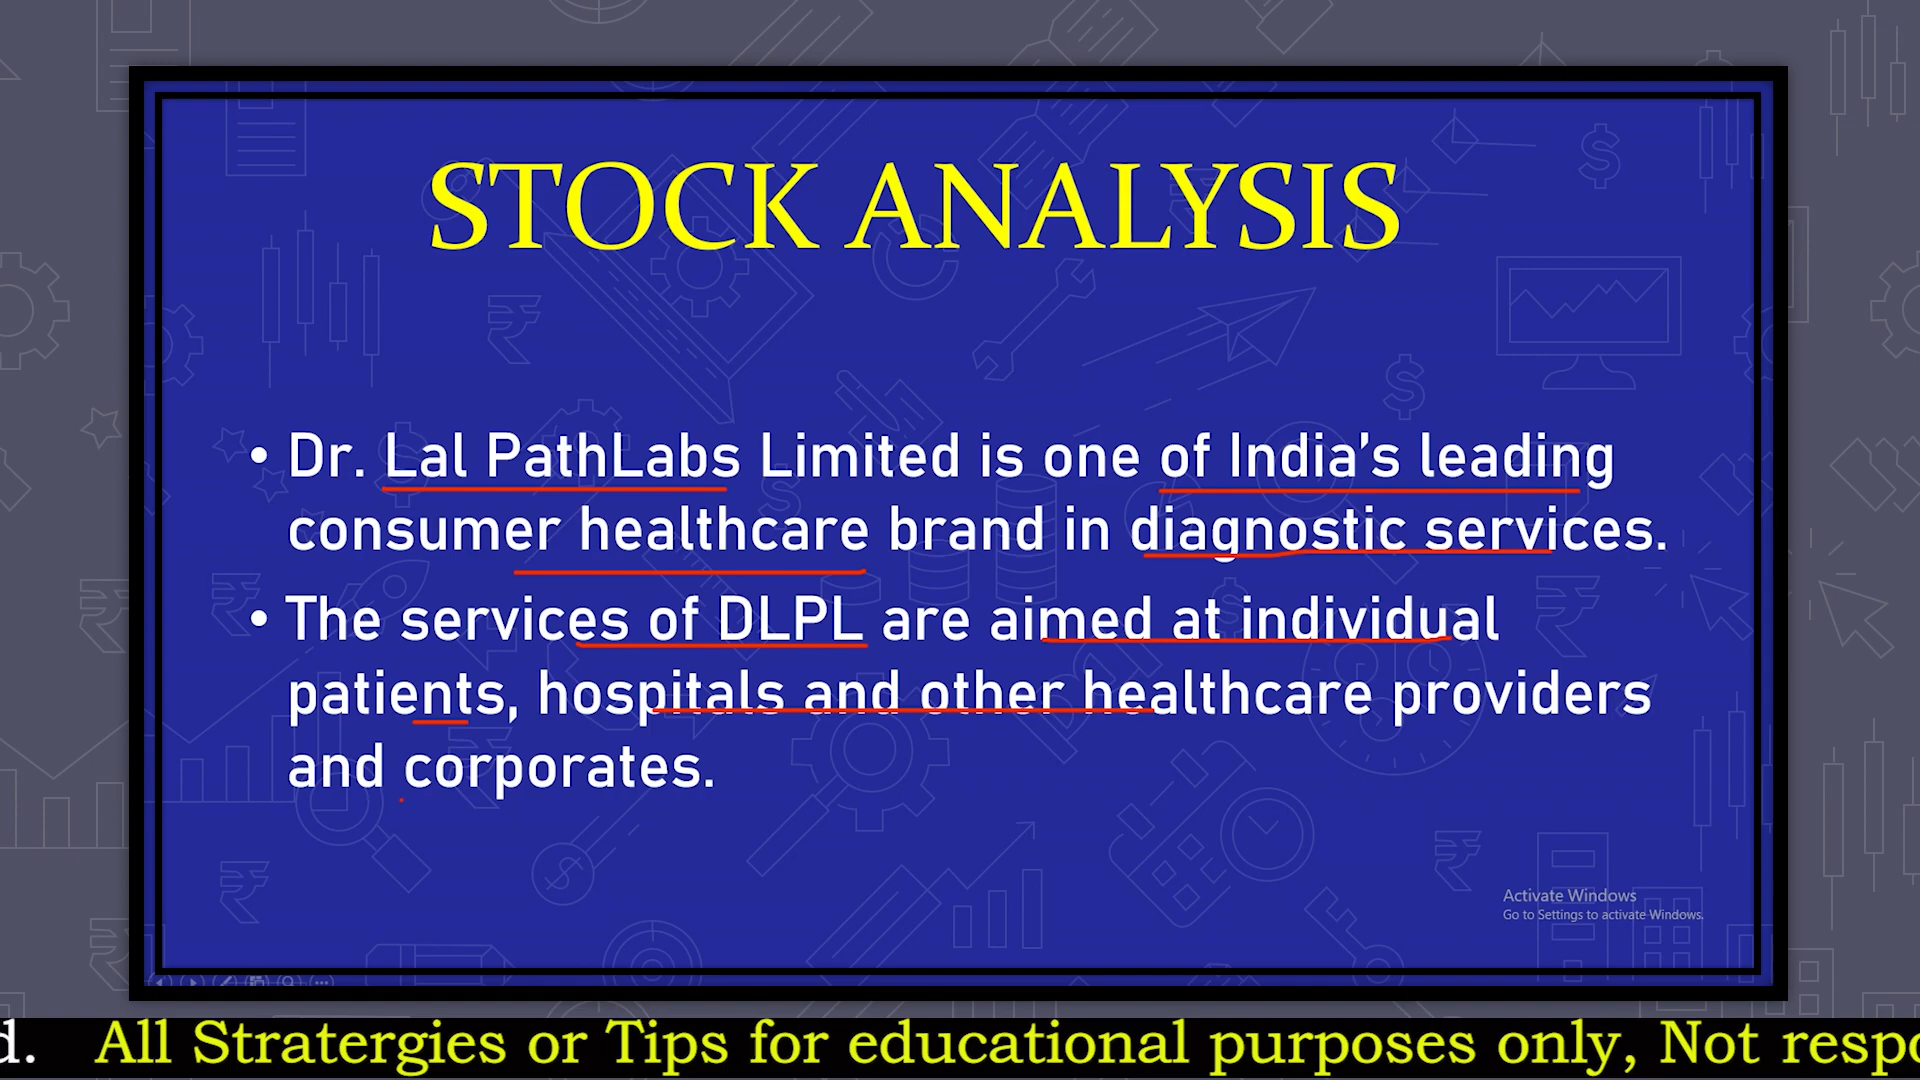 STOCK ANALYSIS
• Dr. Lal PathLabs Limited is one of India's leading
consumer healthcare brand in diagnostic services.
• The services of DLPL are aimed at individual
patients, hospitals and other healthcare providers
and corporates.
Activate Windows
Go to Settings to activate Windows.
d. All Stratergies or Tips for educational purposes only, Not respo